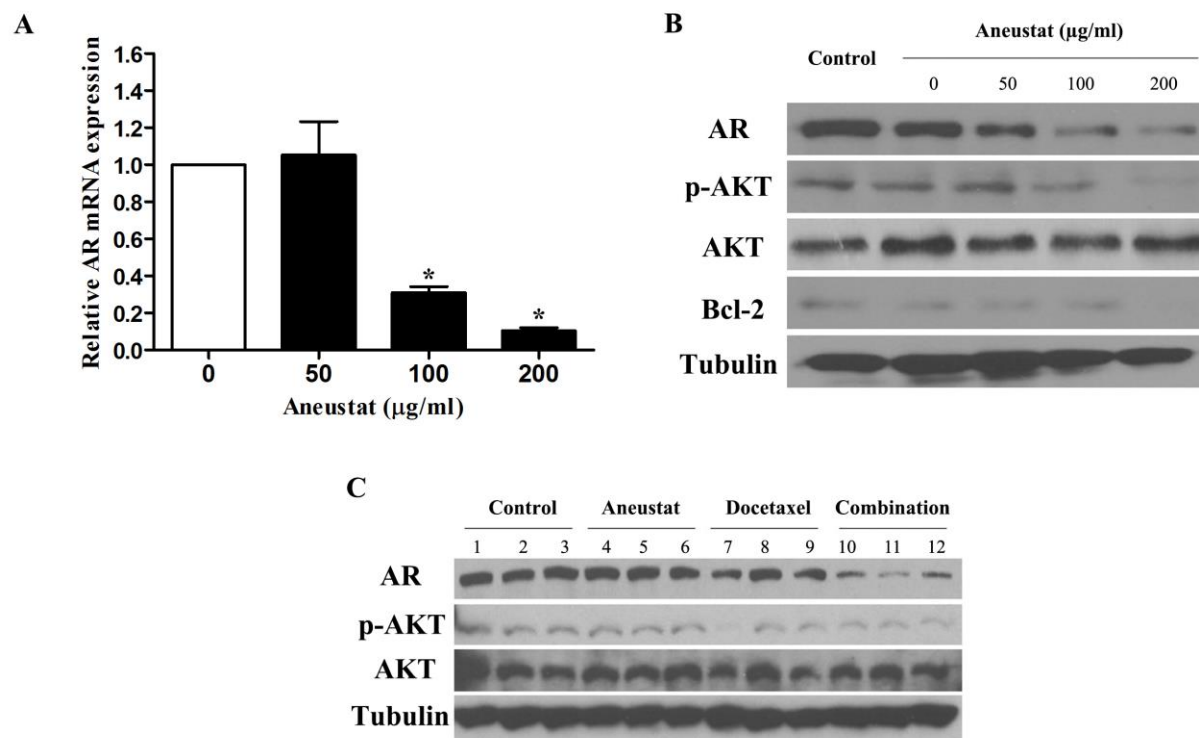 A
Relative AR mRNA expression
1.6
1.4
1.2
1.0
0.8
0.6
0.4
0.2
0.0
*
*
0 50 100 200
Aneustat (μg/ml)
B
Aneustat (μg/ml)
Control
0 50 100 200
AR
p-AKT
AKT
Bcl-2
Tubulin
C
Control Aneustat Docetaxel Combination
1 2 3 4 5 6 7 8 9 10 11 12
AR
p-AKT
AKT
Tubulin